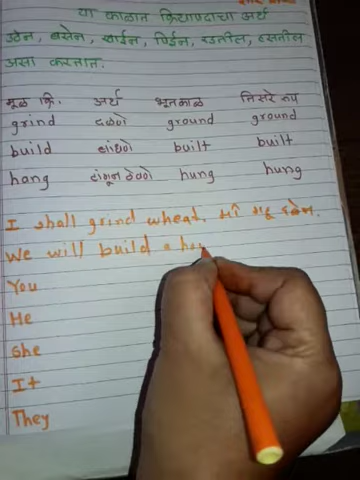 या काळात क्रियापदाचा अर्थ
उठेन, बसेन, खाईन, पिईन, रडतील, हसतील
असा करतात.
मूळ क्रि. अर्थ भूतकाळ तिसरे रूप
grind दळणे ground ground
build बांधणे built built
hang टांगून ठेवणे hung hung
I shall grind wheat. मी गहू दळेन.
We will build a ho
You
He
She
It
They